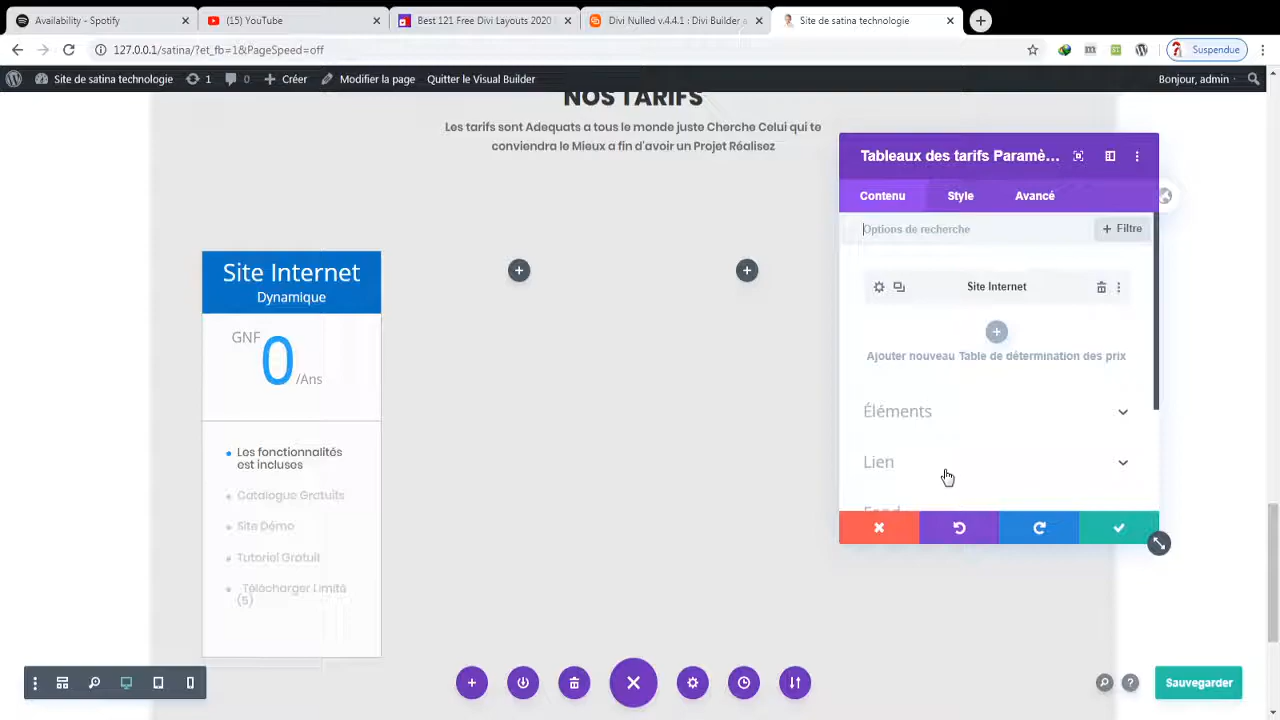 Availability - Spotify
(15) YouTube
Best 121 Free Divi Layouts 2020
Divi Nulled v.4.4.1 : Divi Builder a
Site de satina technologie
127.0.0.1/satina/?et_fb=1&PageSpeed=off
Suspendue
Site de satina technologie
1
0
Créer
Modifier la page
Quitter le Visual Builder
Bonjour, admin
NOS TARIFS
Les tarifs sont Adequats a tous le monde juste Cherche Celui qui te
conviendra le Mieux a fin d'avoir un Projet Réalisez
Site Internet
Dynamique
GNF
0
/Ans
Les fonctionnalités
est incluses
Catalogue Gratuits
Site Démo
Tutoriel Gratuit
Télécharger Limité
(5)
Tableaux des tarifs Paramè...
Contenu
Style
Avancé
Options de recherche
+ Filtre
Site Internet
Ajouter nouveau Table de détermination des prix
Éléments
Lien
Fond
Sauvegarder